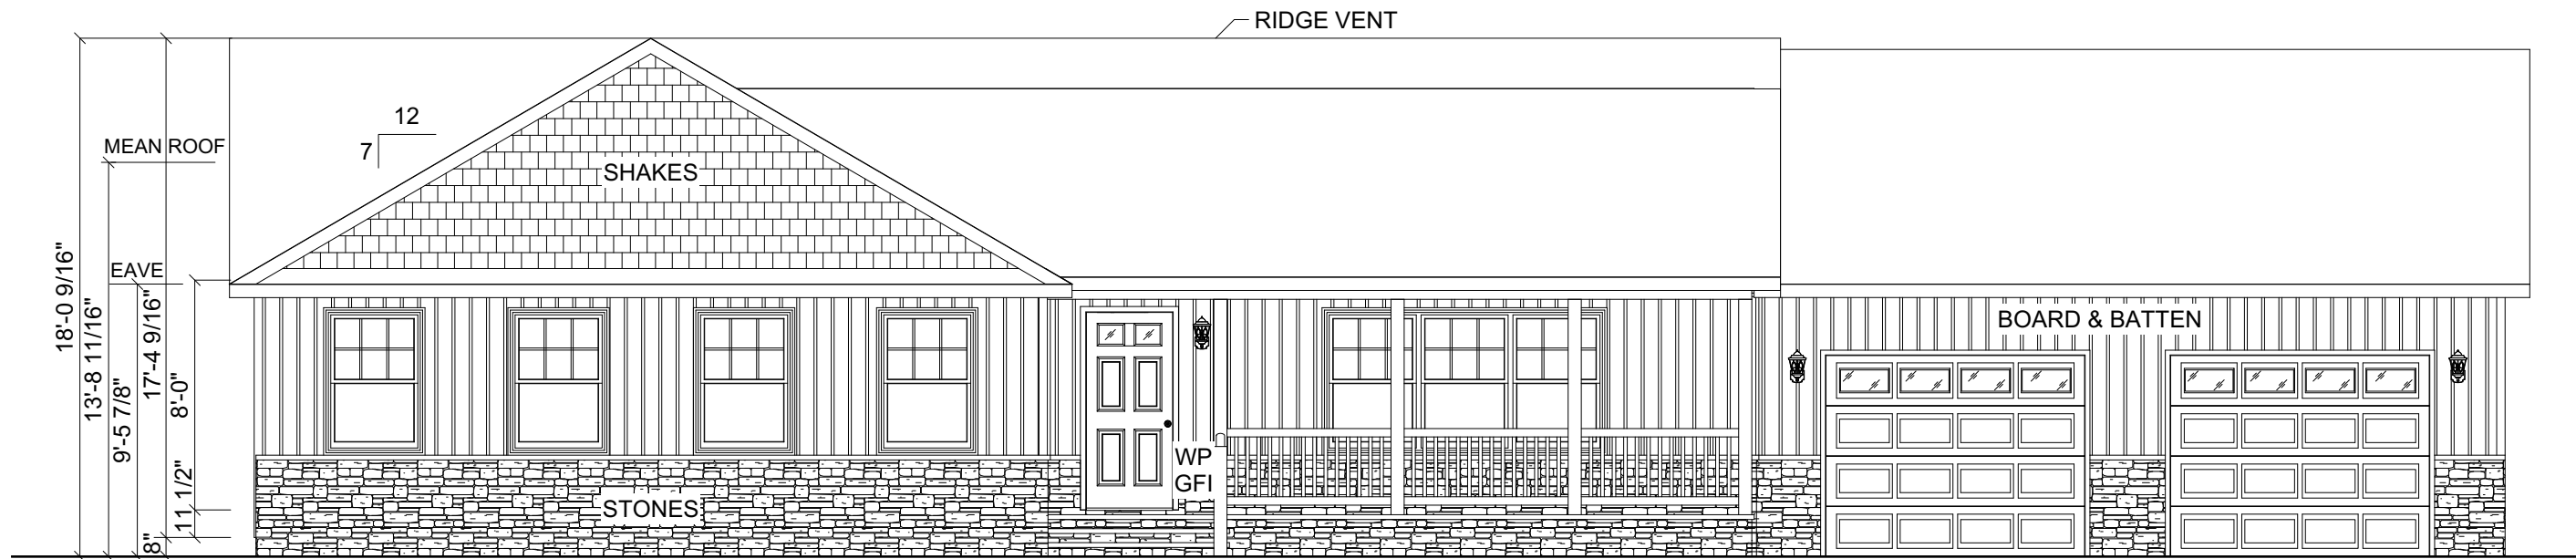 RIDGE VENT
12
7
MEAN ROOF
SHAKES
EAVE
18'-0 9/16"
13'-8 11/16"
9'-5 7/8"
17'-4 9/16"
8'-0"
11 1/2"
8"
BOARD & BATTEN
WP
GFI
STONES